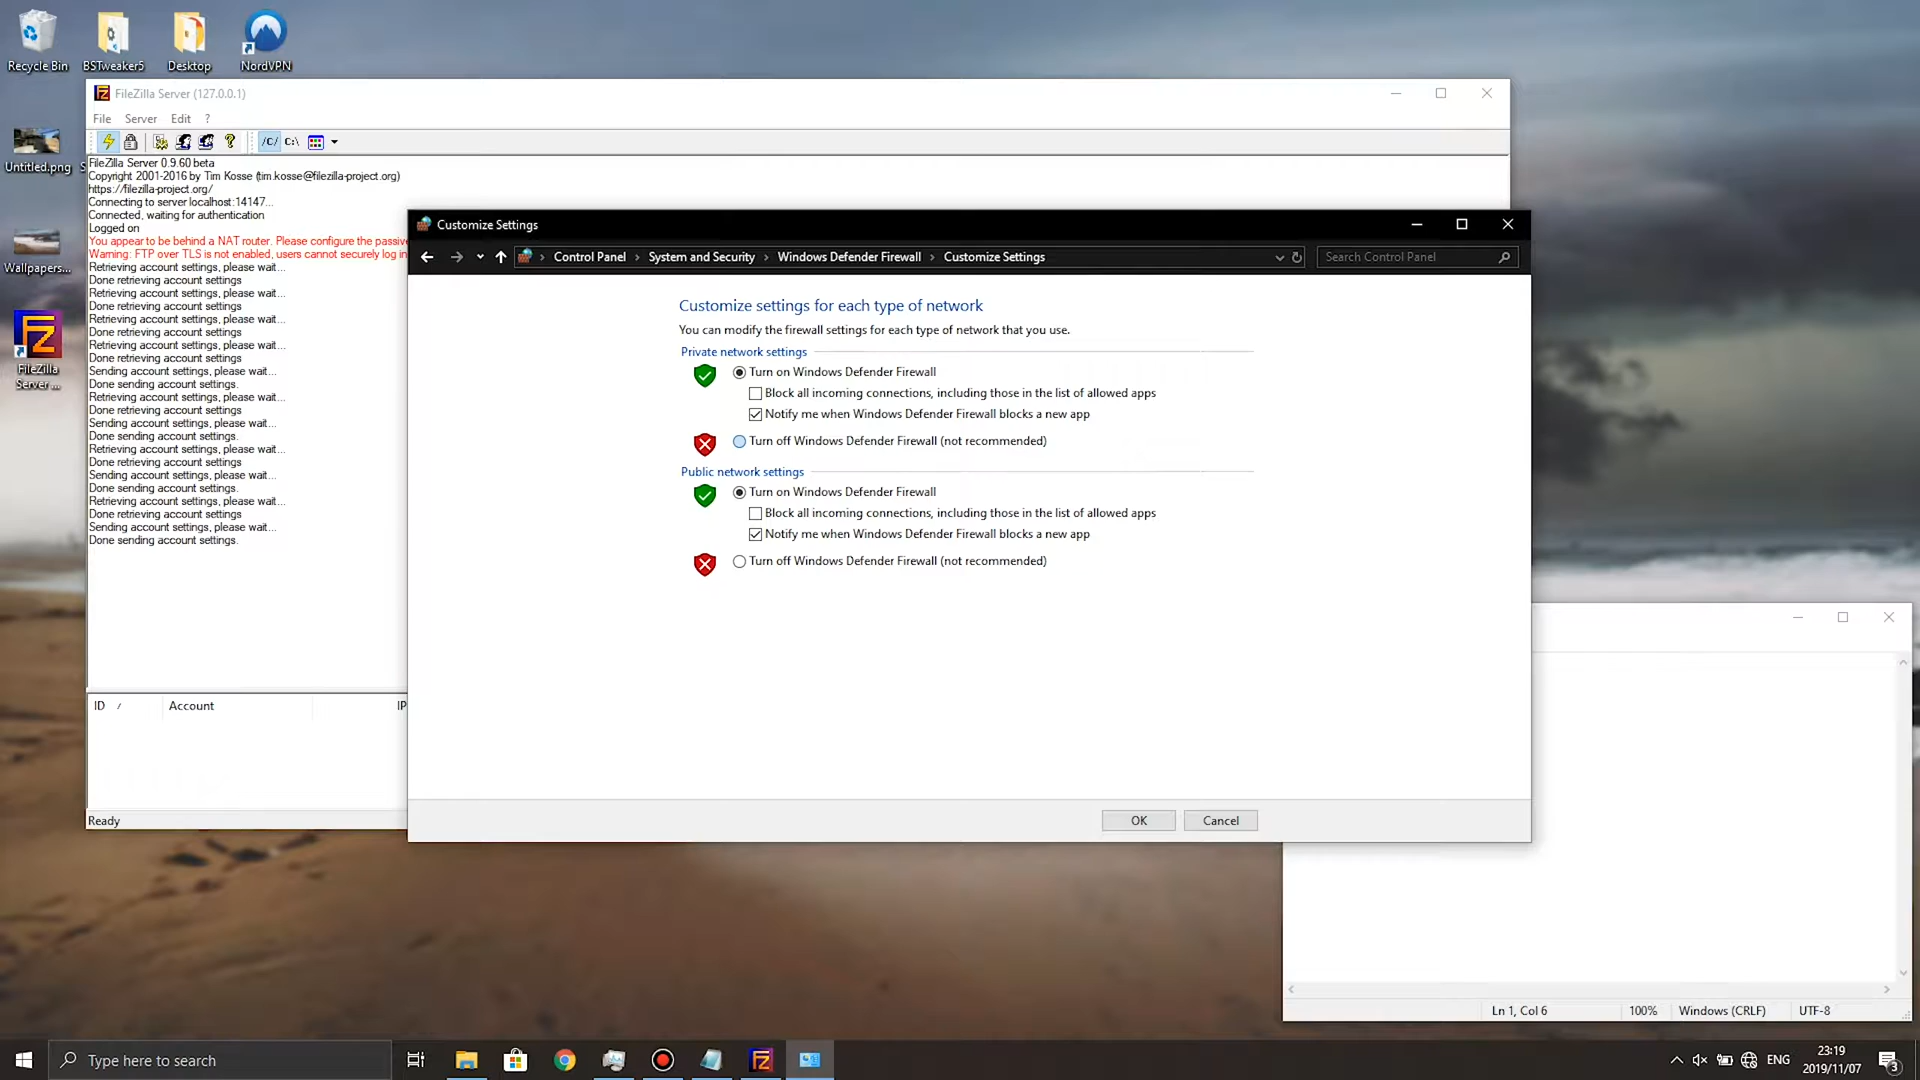 Recycle Bin
BSTweaker5
Desktop
NordVPN
Untitled.png
Wallpapers...
FileZilla
Server ...
FileZilla Server (127.0.0.1)
File Server Edit ?
/C/ C:\
FileZilla Server 0.9.60 beta
Copyright 2001-2016 by Tim Kosse (tim.kosse@filezilla-project.org)
https://filezilla-project.org/
Connecting to server localhost:14147...
Connected, waiting for authentication
Logged on
You appear to be behind a NAT router. Please configure the passive
Warning: FTP over TLS is not enabled, users cannot securely log in
Retrieving account settings, please wait...
Done retrieving account settings
Retrieving account settings, please wait...
Done retrieving account settings
Retrieving account settings, please wait...
Done retrieving account settings
Retrieving account settings, please wait...
Done retrieving account settings
Sending account settings, please wait...
Done sending account settings.
Retrieving account settings, please wait...
Done retrieving account settings
Sending account settings, please wait...
Done sending account settings.
Retrieving account settings, please wait...
Done retrieving account settings
Sending account settings, please wait...
Done sending account settings.
Retrieving account settings, please wait...
Done retrieving account settings
Sending account settings, please wait...
Done sending account settings.
ID / Account IP
Ready
Customize Settings
Control Panel > System and Security > Windows Defender Firewall > Customize Settings
Search Control Panel
Customize settings for each type of network
You can modify the firewall settings for each type of network that you use.
Private network settings
Turn on Windows Defender Firewall
Block all incoming connections, including those in the list of allowed apps
Notify me when Windows Defender Firewall blocks a new app
Turn off Windows Defender Firewall (not recommended)
Public network settings
Turn on Windows Defender Firewall
Block all incoming connections, including those in the list of allowed apps
Notify me when Windows Defender Firewall blocks a new app
Turn off Windows Defender Firewall (not recommended)
OK Cancel
Ln 1, Col 6 100% Windows (CRLF) UTF-8
Type here to search
ENG
23:19
2019/11/07
3